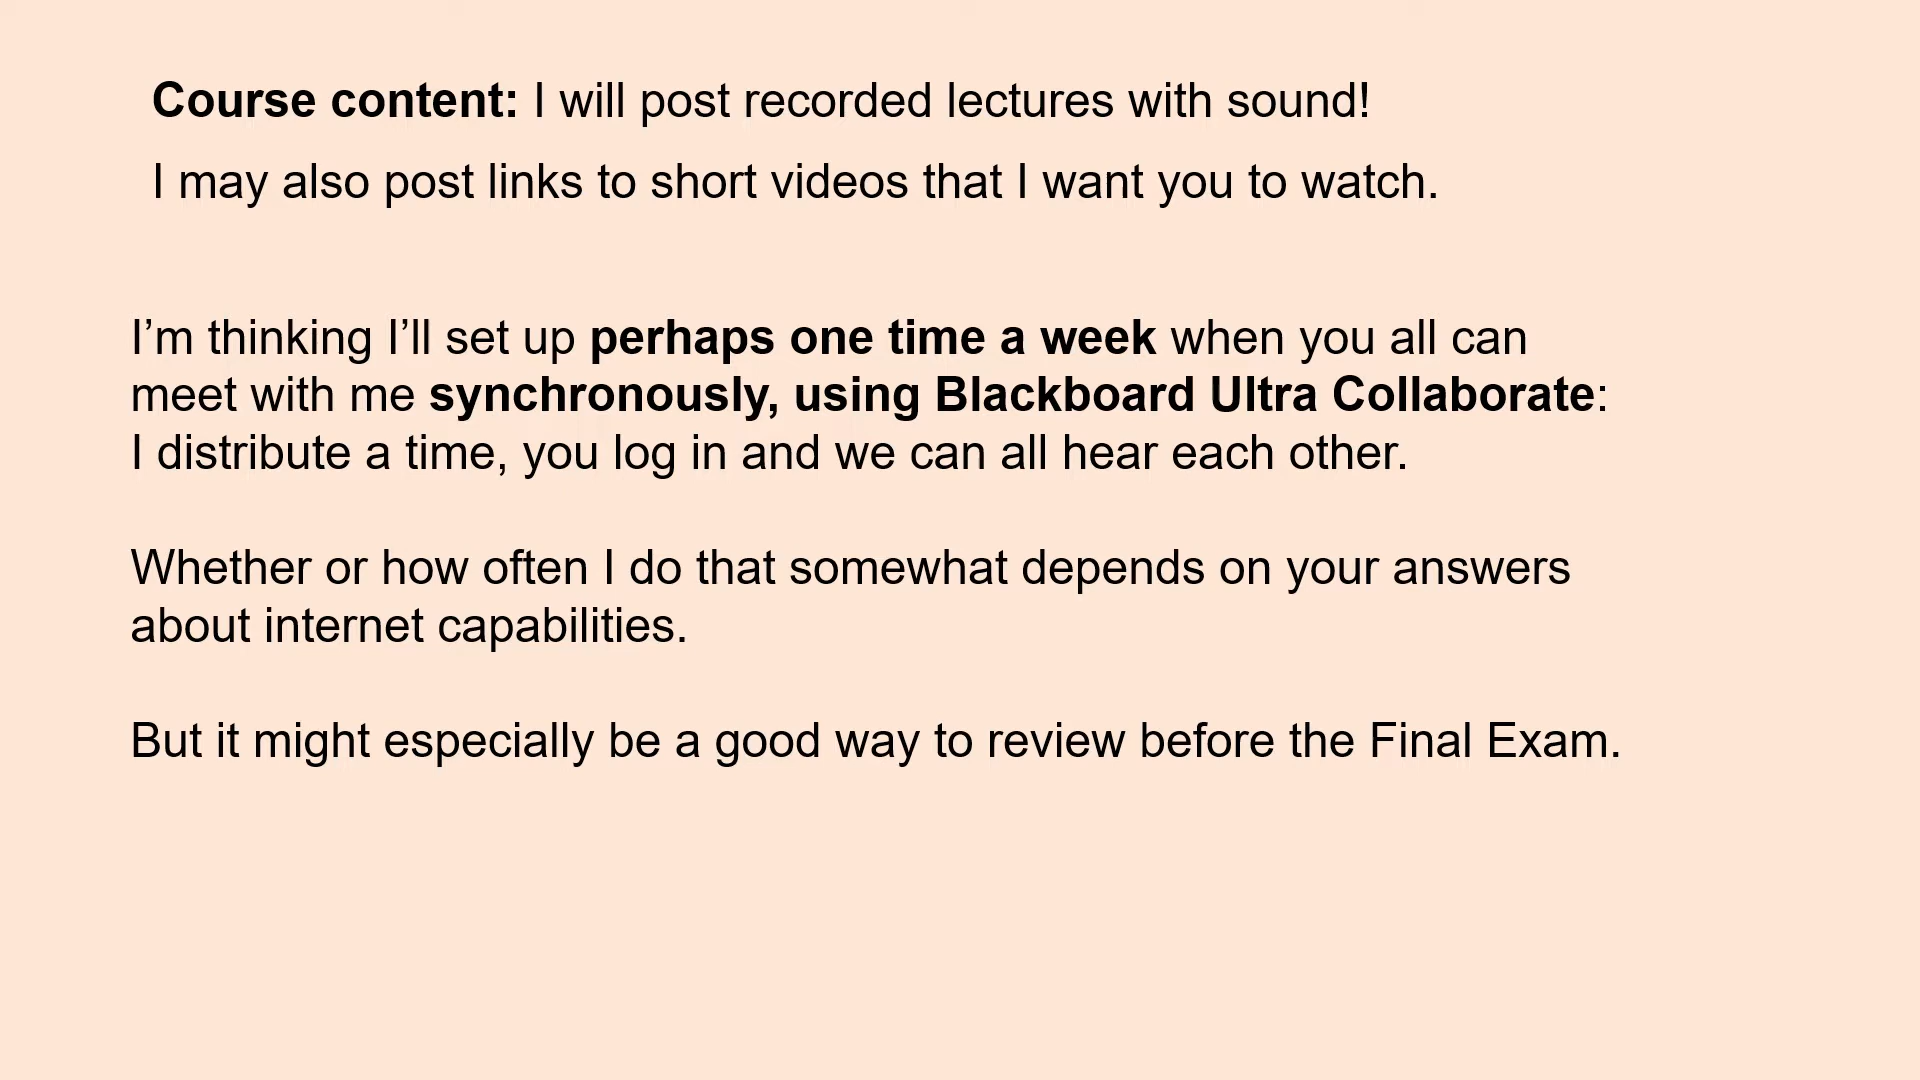 Course content: I will post recorded lectures with sound!
I may also post links to short videos that I want you to watch.
I’m thinking I’ll set up perhaps one time a week when you all can
meet with me synchronously, using Blackboard Ultra Collaborate:
I distribute a time, you log in and we can all hear each other.
Whether or how often I do that somewhat depends on your answers
about internet capabilities.
But it might especially be a good way to review before the Final Exam.